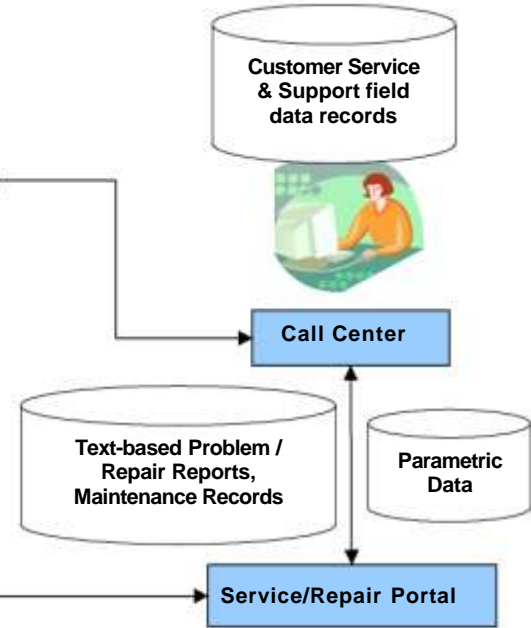 Customer Service
& Support field
data records
Call Center
Text-based Problem /
Repair Reports,
Maintenance Records
Parametric
Data
Service/Repair Portal